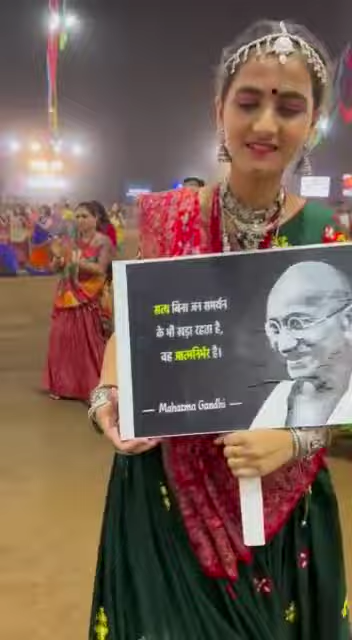 सत्य बिना जन समर्थन
के भी खड़ा रहता है,
वह आत्मनिर्भर है।
— Mahatma Gandhi —